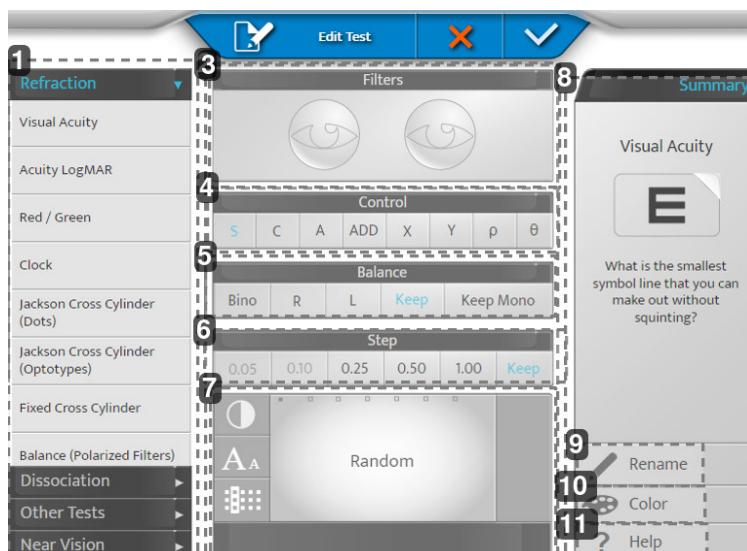 Edit Test
1
Refraction
Visual Acuity
Acuity LogMAR
Red / Green
Clock
Jackson Cross Cylinder
(Dots)
Jackson Cross Cylinder
(Optotypes)
Fixed Cross Cylinder
Balance (Polarized Filters)
Dissociation
Other Tests
Near Vision
3
Filters
4
Control
S C A ADD X Y ρ θ
5
Balance
Bino R L Keep Keep Mono
6
Step
0.05 0.10 0.25 0.50 1.00 Keep
7
A A
Random
8
Summary
Visual Acuity
E
What is the smallest
symbol line that you can
make out without
squinting?
9
Rename
10
Color
11
? Help